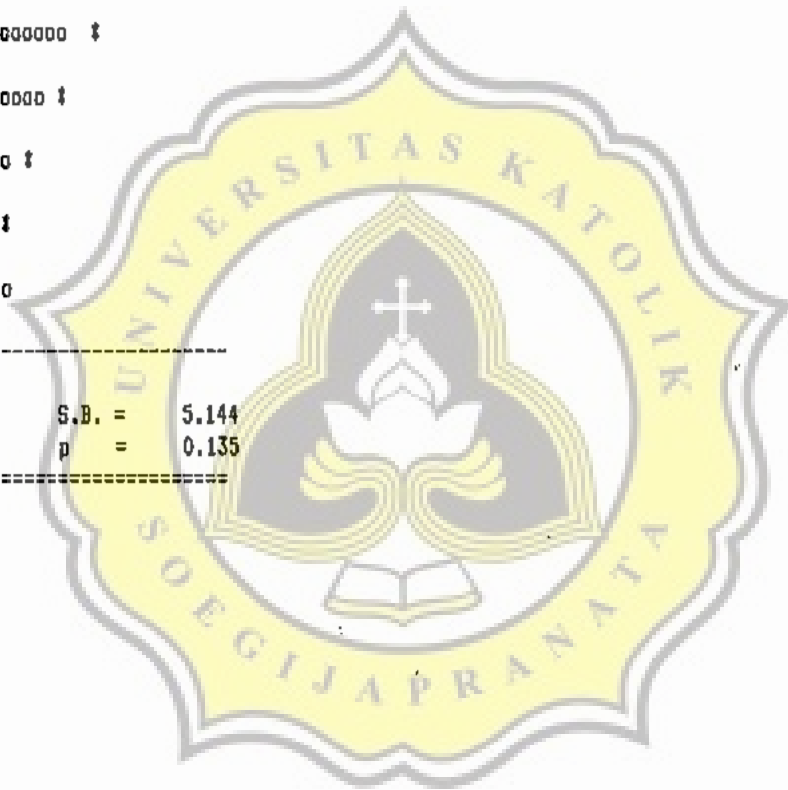 oooooo *
oooo *
o *
*
o
--------------------------
S.B. = 5.144
p = 0.135
==========================
UNIVERSITAS KATOLIK
SOEGIJAPRANATA